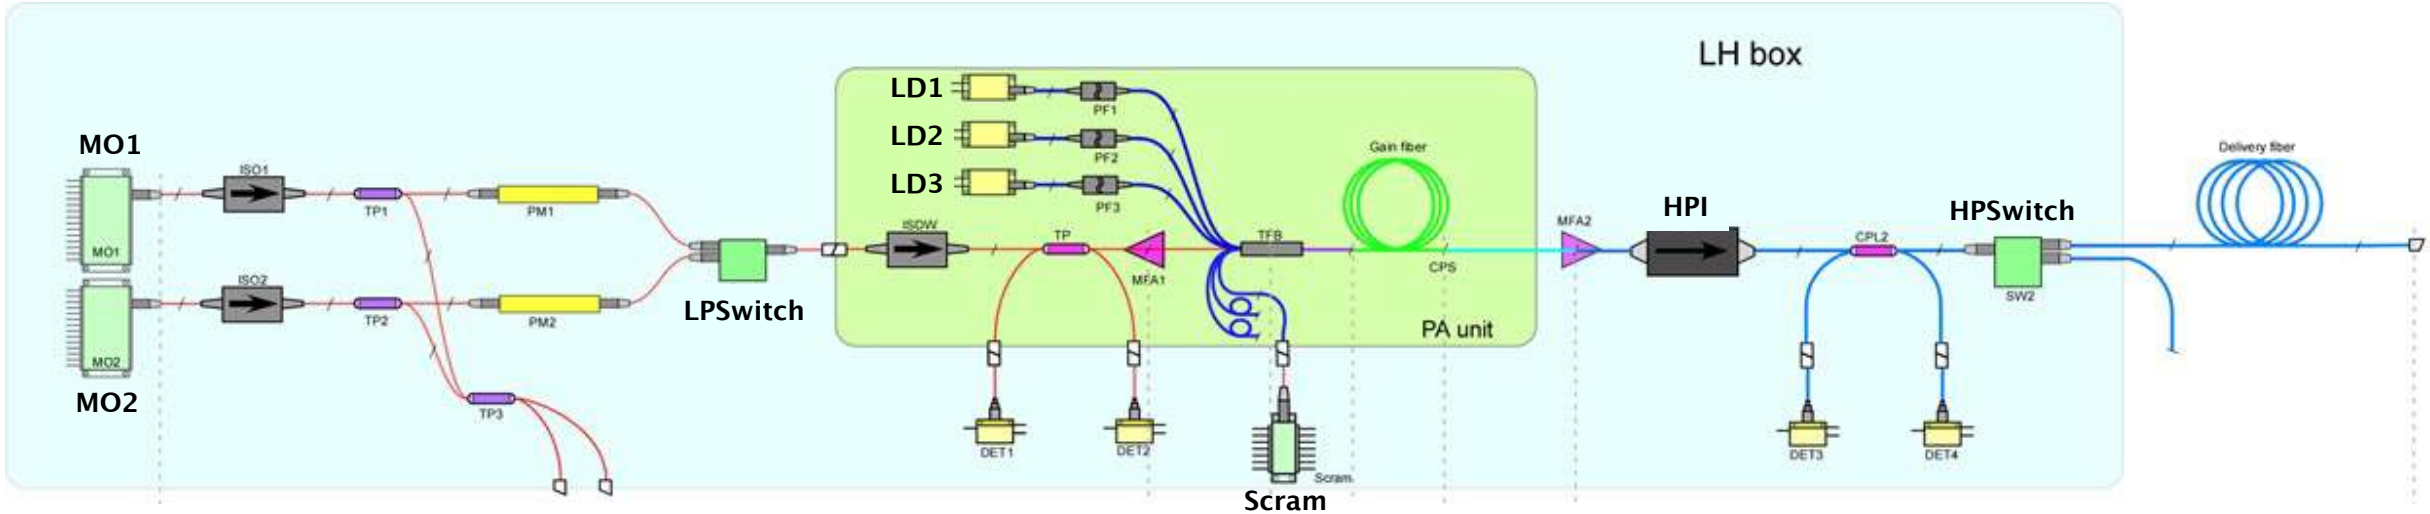 LH box
LD1
PF1
LD2
PF2
LD3
PF3
MO1
MO1
ISO1
TP1
PM1
MO2
MO2
ISO2
TP2
PM2
TP3
LPSwitch
ISOW
TP
MFA1
TFB
Gain fiber
CPS
PA unit
DET1
DET2
Scram
Scram
MFA2
HPI
CPL2
DET3
DET4
HPSwitch
SW2
Delivery fiber